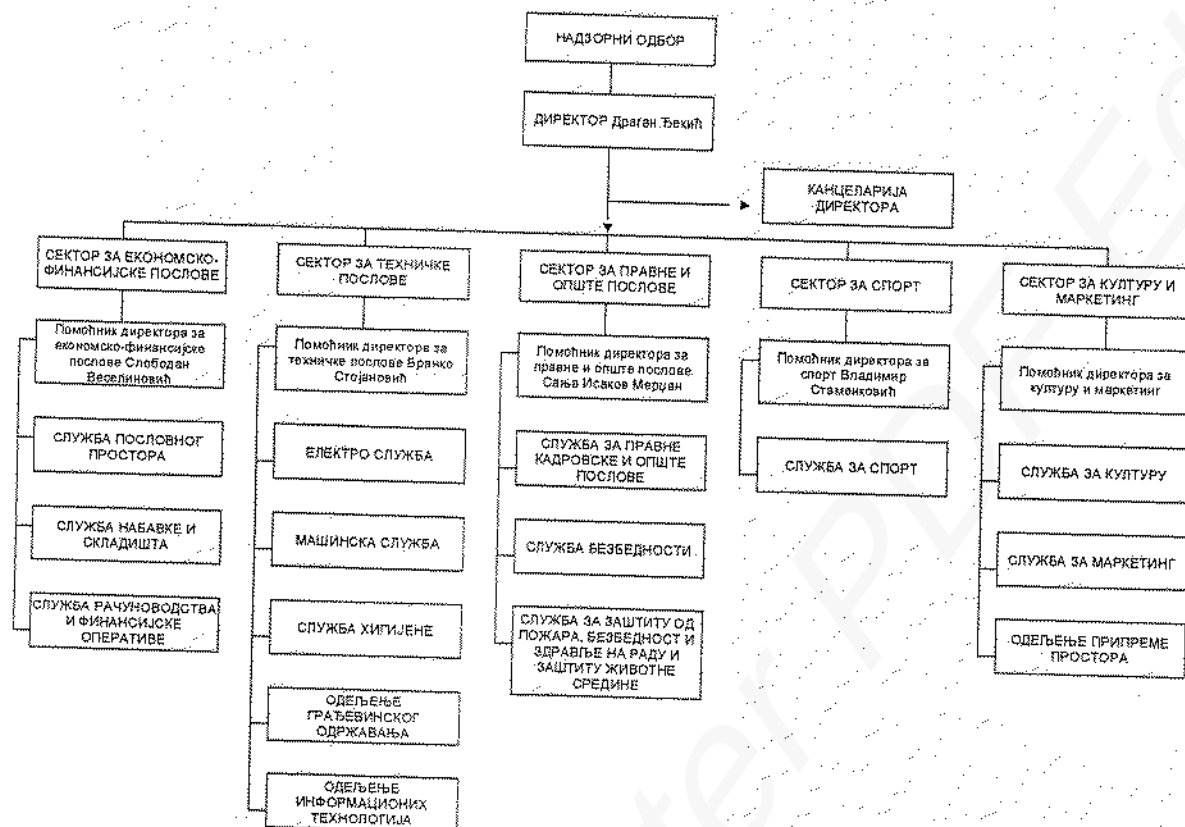 НАДЗОРНИ ОДБОР
ДИРЕКТОР Драган Ђекић
КАНЦЕЛАРИЈА
ДИРЕКТОРА
СЕКТОР ЗА ЕКОНОМСКО-
ФИНАНСИЈСКЕ ПОСЛОВЕ
Помоћник директора за
економско-финансијске
послове Слободан
Веселиновић
СЛУЖБА ПОСЛОВНОГ
ПРОСТОРА
СЛУЖБА НАБАВКЕ И
СКЛАДИШТА
СЛУЖБА РАЧУНОВОДСТВА
И ФИНАНСИЈСКЕ
ОПЕРАТИВЕ
СЕКТОР ЗА ТЕХНИЧКЕ
ПОСЛОВЕ
Помоћник директора за
техничке послове Бранко
Стојановић
ЕЛЕКТРО СЛУЖБА
МАШИНСКА СЛУЖБА
СЛУЖБА ХИГИЈЕНЕ
ОДЕЉЕЊЕ
ГРАЂЕВИНСКОГ
ОДРЖАВАЊА
ОДЕЉЕЊЕ
ИНФОРМАЦИОНИХ
ТЕХНОЛОГИЈА
СЕКТОР ЗА ПРАВНЕ И
ОПШТЕ ПОСЛОВЕ
Помоћник директора за
правне и опште послове
Сања Исаков Мерџан
СЛУЖБА ЗА ПРАВНЕ
КАДРОВСКЕ И ОПШТЕ
ПОСЛОВЕ
СЛУЖБА БЕЗБЕДНОСТИ
СЛУЖБА ЗА ЗАШТИТУ ОД
ПОЖАРА, БЕЗБЕДНОСТ И
ЗДРАВЉЕ НА РАДУ И
ЗАШТИТУ ЖИВОТНЕ
СРЕДИНЕ
СЕКТОР ЗА СПОРТ
Помоћник директора за
спорт Владимир
Стаменковић
СЛУЖБА ЗА СПОРТ
СЕКТОР ЗА КУЛТУРУ И
МАРКЕТИНГ
Помоћник директора за
културу и маркетинг
СЛУЖБА ЗА КУЛТУРУ
СЛУЖБА ЗА МАРКЕТИНГ
ОДЕЉЕЊЕ ПРИПРЕМЕ
ПРОСТОРА